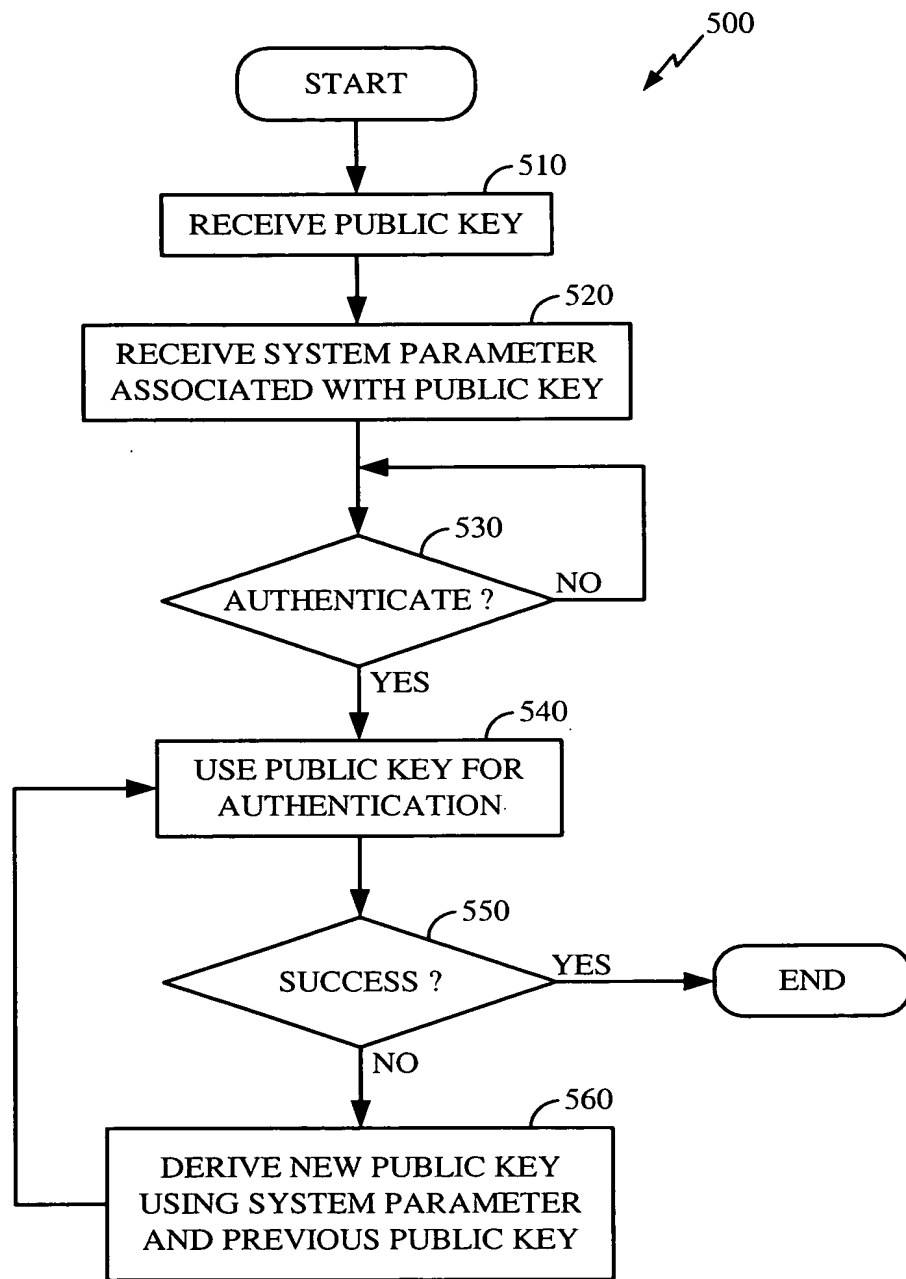 500
START
510
RECEIVE PUBLIC KEY
520
RECEIVE SYSTEM PARAMETER
ASSOCIATED WITH PUBLIC KEY
530
AUTHENTICATE ?
NO
YES
540
USE PUBLIC KEY FOR
AUTHENTICATION
550
SUCCESS ?
YES
END
NO
560
DERIVE NEW PUBLIC KEY
USING SYSTEM PARAMETER
AND PREVIOUS PUBLIC KEY